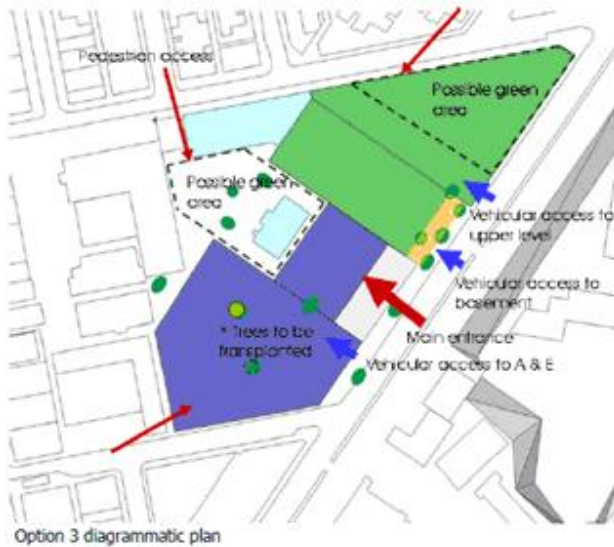 Pedestrian access
Possible green
area
Possible green
area
Vehicular access to
upper level
Vehicular access to
basement
Main entrance
* Trees to be
transplanted
Vehicular access to A & E
Option 3 diagrammatic plan